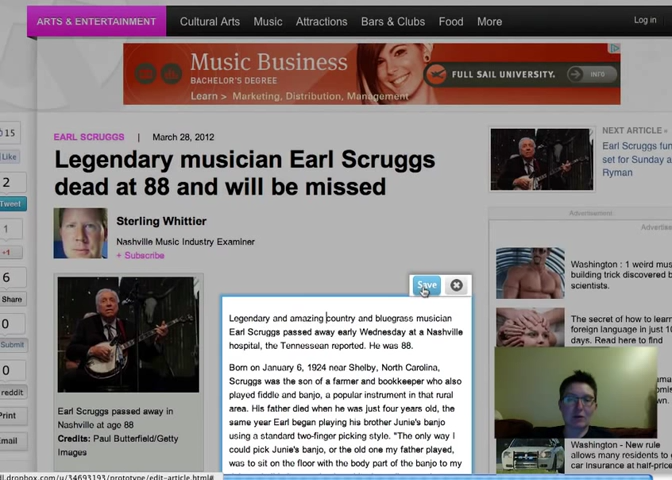 ARTS & ENTERTAINMENT
Cultural Arts
Music
Attractions
Bars & Clubs
Food
More
Log in
Music Business
BACHELOR'S DEGREE
Learn > Marketing, Distribution, Management
FULL SAIL UNIVERSITY.
INFO
15
Like
2
Tweet
1
+1
6
Share
0
Submit
0
reddit
Print
Email
EARL SCRUGGS | March 28, 2012
Legendary musician Earl Scruggs
dead at 88 and will be missed
Sterling Whittier
Nashville Music Industry Examiner
+ Subscribe
NEXT ARTICLE »
Earl Scruggs fun
set for Sunday a
Ryman
Advertisement
Advertise
Washington : 1 weird mus
building trick discovered b
scientists.
The secret of how to learn
foreign language in just 10
days. Read here to find
Washington - New rule
allows many residents to g
car insurance at half-price
Earl Scruggs passed away in
Nashville at age 88
Credits: Paul Butterfield/Getty
Images
Save
Legendary and amazing country and bluegrass musician
Earl Scruggs passed away early Wednesday at a Nashville
hospital, the Tennessean reported. He was 88.
Born on January 6, 1924 near Shelby, North Carolina,
Scruggs was the son of a farmer and bookkeeper who also
played fiddle and banjo, a popular instrument in that rural
area. His father died when he was just four years old, the
same year Earl began playing his brother Junie's banjo
using a standard two-finger picking style. "The only way I
could pick Junie's banjo, or the old one my father played,
was to sit on the floor with the body part of the banjo to my
dl.dropbox.com/u/34693193/prototype/edit-article.html#